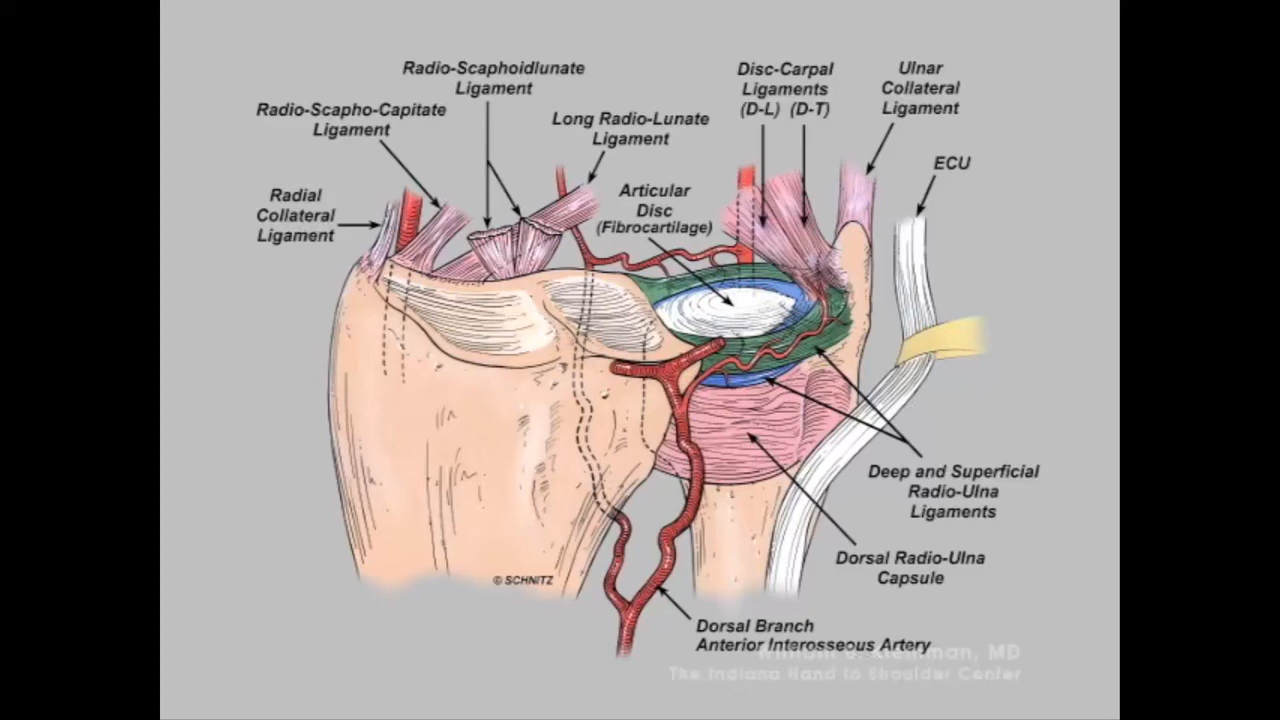 Radio-Scaphoidlunate
Ligament
Radio-Scapho-Capitate
Ligament
Long Radio-Lunate
Ligament
Disc-Carpal
Ligaments
(D-L) (D-T)
Ulnar
Collateral
Ligament
ECU
Radial
Collateral
Ligament
Articular
Disc
(Fibrocartilage)
Deep and Superficial
Radio-Ulna
Ligaments
Dorsal Radio-Ulna
Capsule
© SCHNITZ
Dorsal Branch
Anterior Interosseous Artery
MD
The Indiana Hand to Shoulder Center